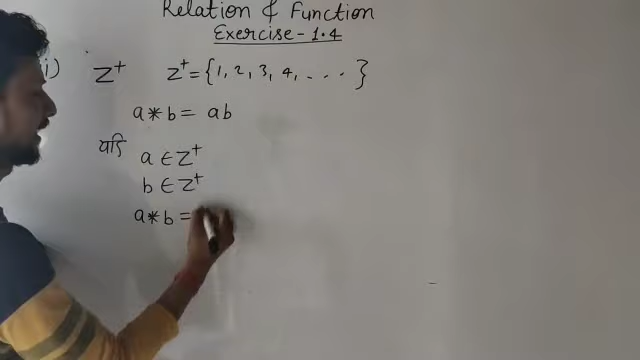 Relation & Function
Exercise-1.4
i) Z⁺ Z⁺ = {1, 2, 3, 4, . . . . }
a * b = ab
यदि a ∈ Z⁺
b ∈ Z⁺
a * b =